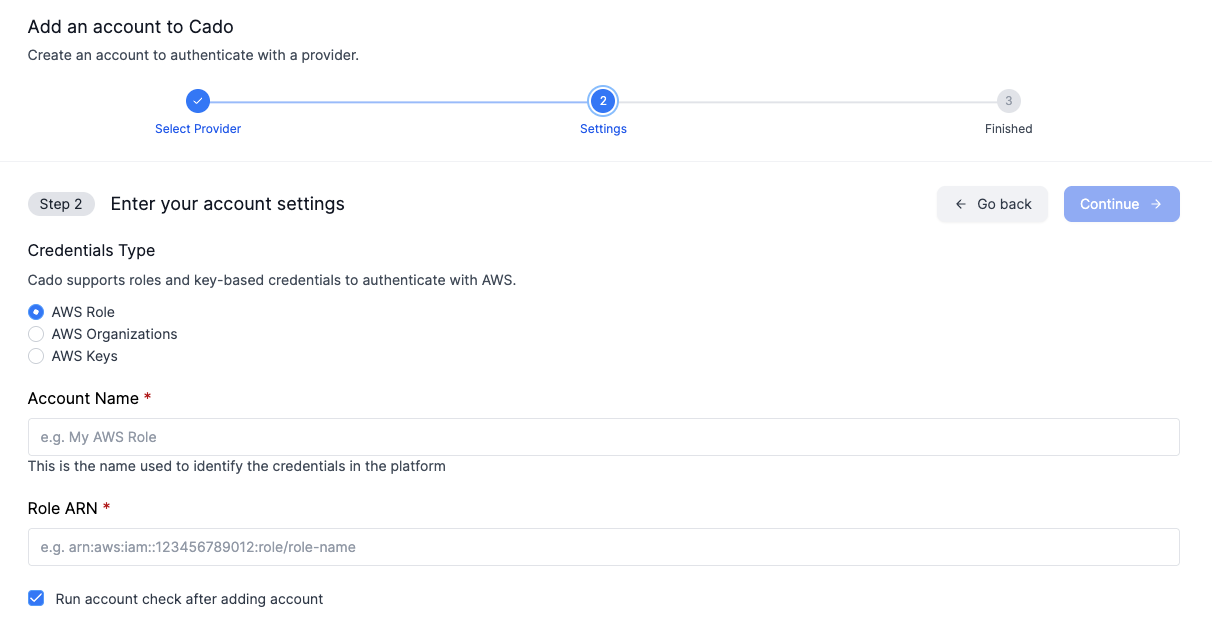 Add an account to Cado
Create an account to authenticate with a provider.
2
3
Select Provider
Settings
Finished
Step 2
Enter your account settings
Go back
Continue
Credentials Type
Cado supports roles and key-based credentials to authenticate with AWS.
AWS Role
AWS Organizations
AWS Keys
Account Name *
e.g. My AWS Role
This is the name used to identify the credentials in the platform
Role ARN *
e.g. arn:aws:iam::123456789012:role/role-name
Run account check after adding account